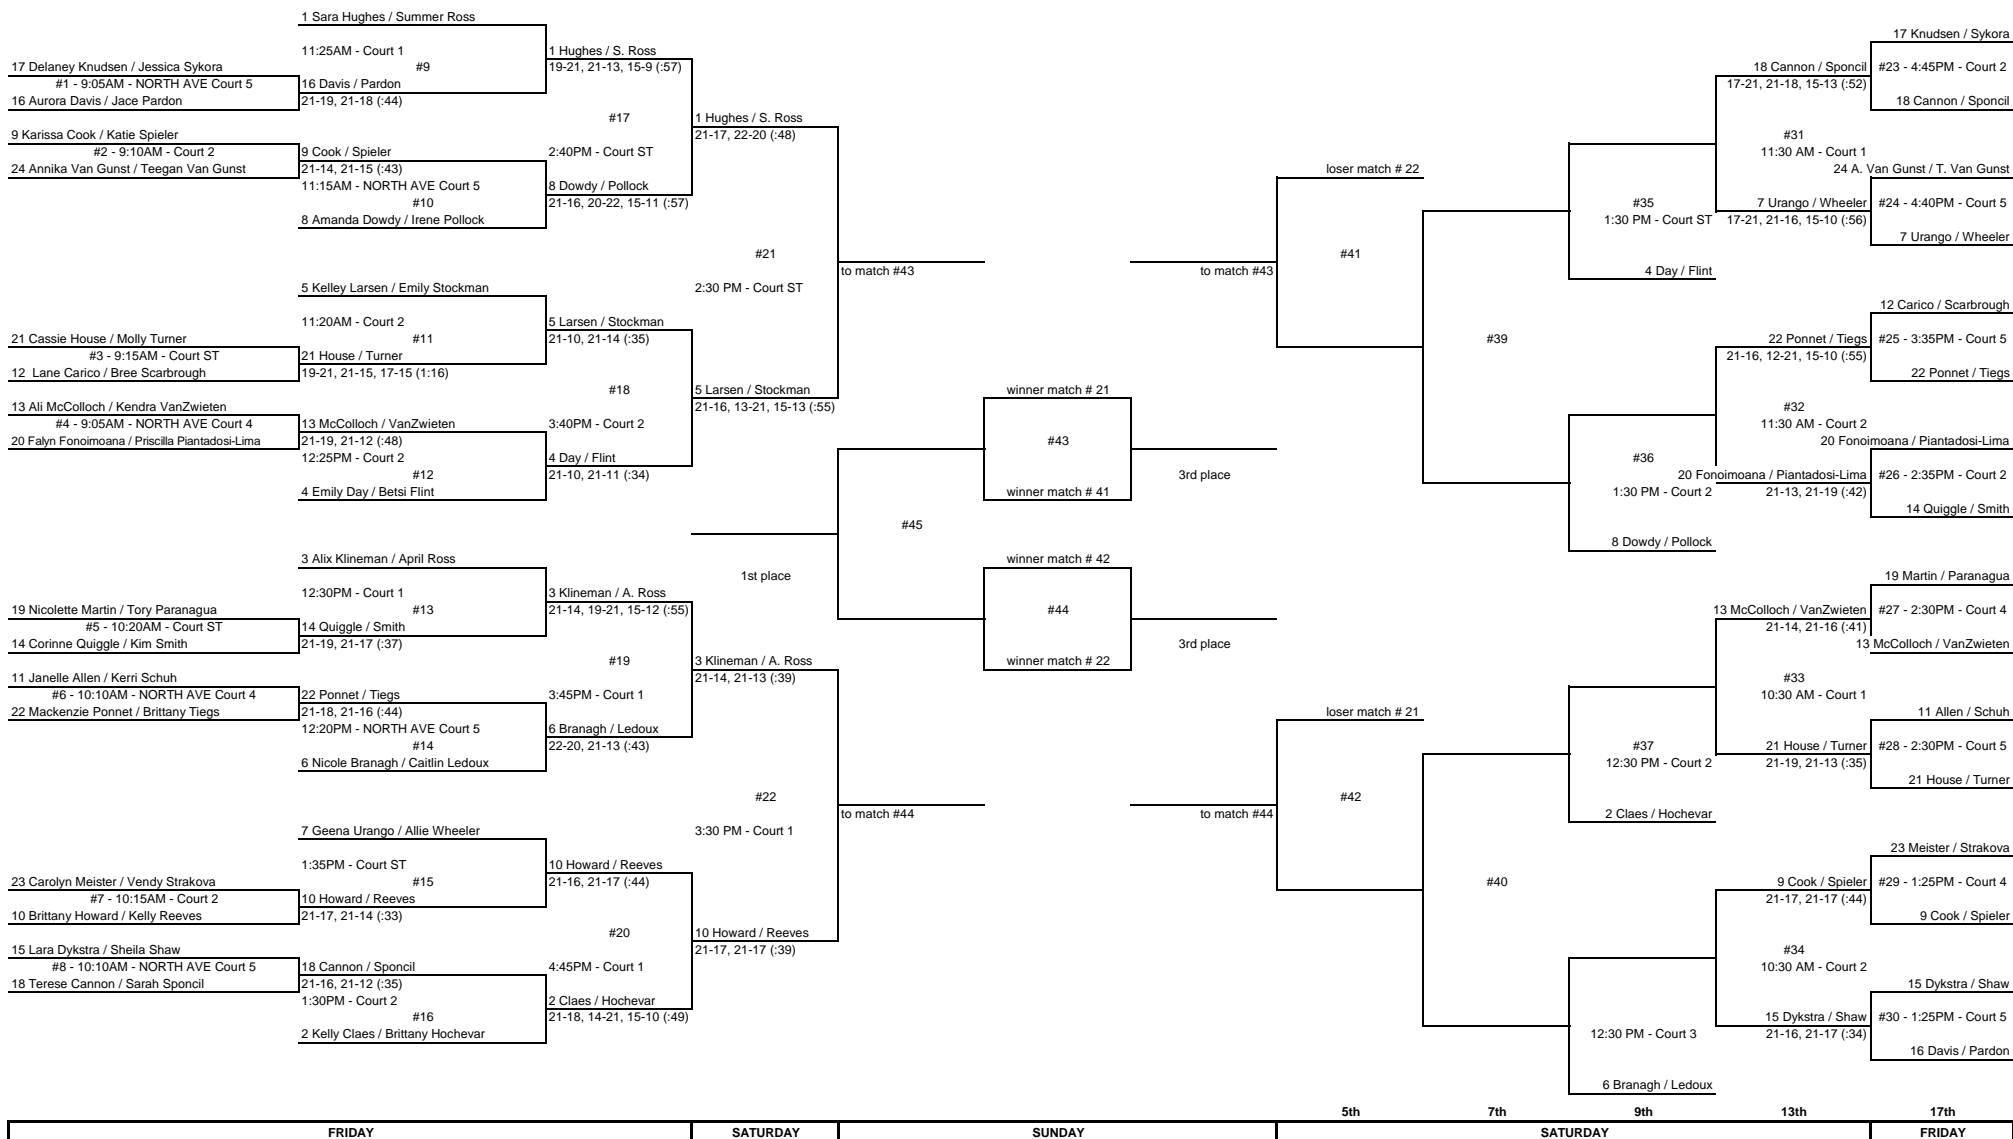 1 Sara Hughes / Summer Ross
11:25AM - Court 1
#9
17 Delaney Knudsen / Jessica Sykora
#1 - 9:05AM - NORTH AVE Court 5
16 Aurora Davis / Jace Pardon
16 Davis / Pardon
21-19, 21-18 (:44)
1 Hughes / S. Ross
19-21, 21-13, 15-9 (:57)
9 Karissa Cook / Katie Spieler
#2 - 9:10AM - Court 2
24 Annika Van Gunst / Teegan Van Gunst
9 Cook / Spieler
21-14, 21-15 (:43)
11:15AM - NORTH AVE Court 5
#10
8 Amanda Dowdy / Irene Pollock
#17
2:40PM - Court ST
8 Dowdy / Pollock
21-16, 20-22, 15-11 (:57)
1 Hughes / S. Ross
21-17, 22-20 (:48)
#21
2:30 PM - Court ST
to match #43
5 Kelley Larsen / Emily Stockman
11:20AM - Court 2
#11
21 Cassie House / Molly Turner
#3 - 9:15AM - Court ST
12  Lane Carico / Bree Scarbrough
21 House / Turner
19-21, 21-15, 17-15 (1:16)
5 Larsen / Stockman
21-10, 21-14 (:35)
13 Ali McColloch / Kendra VanZwieten
#4 - 9:05AM - NORTH AVE Court 4
20 Falyn Fonoimoana / Priscilla Piantadosi-Lima
13 McColloch / VanZwieten
21-19, 21-12 (:48)
12:25PM - Court 2
#12
4 Emily Day / Betsi Flint
#18
3:40PM - Court 2
4 Day / Flint
21-10, 21-11 (:34)
5 Larsen / Stockman
21-16, 13-21, 15-13 (:55)
3 Alix Klineman / April Ross
12:30PM - Court 1
#13
19 Nicolette Martin / Tory Paranagua
#5 - 10:20AM - Court ST
14 Corinne Quiggle / Kim Smith
14 Quiggle / Smith
21-19, 21-17 (:37)
3 Klineman / A. Ross
21-14, 19-21, 15-12 (:55)
11 Janelle Allen / Kerri Schuh
#6 - 10:10AM - NORTH AVE Court 4
22 Mackenzie Ponnet / Brittany Tiegs
22 Ponnet / Tiegs
21-18, 21-16 (:44)
12:20PM - NORTH AVE Court 5
#14
6 Nicole Branagh / Caitlin Ledoux
#19
3:45PM - Court 1
6 Branagh / Ledoux
22-20, 21-13 (:43)
3 Klineman / A. Ross
21-14, 21-13 (:39)
#22
3:30 PM - Court 1
to match #44
7 Geena Urango / Allie Wheeler
1:35PM - Court ST
#15
23 Carolyn Meister / Vendy Strakova
#7 - 10:15AM - Court 2
10 Brittany Howard / Kelly Reeves
10 Howard / Reeves
21-17, 21-14 (:33)
10 Howard / Reeves
21-16, 21-17 (:44)
15 Lara Dykstra / Sheila Shaw
#8 - 10:10AM - NORTH AVE Court 5
18 Terese Cannon / Sarah Sponcil
18 Cannon / Sponcil
21-16, 21-12 (:35)
1:30PM - Court 2
#16
2 Kelly Claes / Brittany Hochevar
#20
4:45PM - Court 1
2 Claes / Hochevar
21-18, 14-21, 15-10 (:49)
10 Howard / Reeves
21-17, 21-17 (:39)
1st place
#45
winner match # 21
#43
winner match # 41
3rd place
winner match # 42
#44
winner match # 22
3rd place
to match #43
loser match # 22
#41
#39
to match #44
loser match # 21
#42
#40
#35
1:30 PM - Court ST
4 Day / Flint
#36
1:30 PM - Court 2
8 Dowdy / Pollock
#37
12:30 PM - Court 2
2 Claes / Hochevar
12:30 PM - Court 3
6 Branagh / Ledoux
18 Cannon / Sponcil
17-21, 21-18, 15-13 (:52)
#31
11:30 AM - Court 1
7 Urango / Wheeler
17-21, 21-16, 15-10 (:56)
22 Ponnet / Tiegs
21-16, 12-21, 15-10 (:55)
#32
11:30 AM - Court 2
20 Fonoimoana / Piantadosi-Lima
21-13, 21-19 (:42)
13 McColloch / VanZwieten
21-14, 21-16 (:41)
#33
10:30 AM - Court 1
21 House / Turner
21-19, 21-13 (:35)
9 Cook / Spieler
21-17, 21-17 (:44)
#34
10:30 AM - Court 2
15 Dykstra / Shaw
21-16, 21-17 (:34)
17 Knudsen / Sykora
#23 - 4:45PM - Court 2
18 Cannon / Sponcil
24 A. Van Gunst / T. Van Gunst
#24 - 4:40PM - Court 5
7 Urango / Wheeler
12 Carico / Scarbrough
#25 - 3:35PM - Court 5
22 Ponnet / Tiegs
20 Fonoimoana / Piantadosi-Lima
#26 - 2:35PM - Court 2
14 Quiggle / Smith
19 Martin / Paranagua
#27 - 2:30PM - Court 4
13 McColloch / VanZwieten
11 Allen / Schuh
#28 - 2:30PM - Court 5
21 House / Turner
23 Meister / Strakova
#29 - 1:25PM - Court 4
9 Cook / Spieler
15 Dykstra / Shaw
#30 - 1:25PM - Court 5
16 Davis / Pardon
5th 7th 9th 13th 17th
FRIDAY SATURDAY SUNDAY SATURDAY FRIDAY